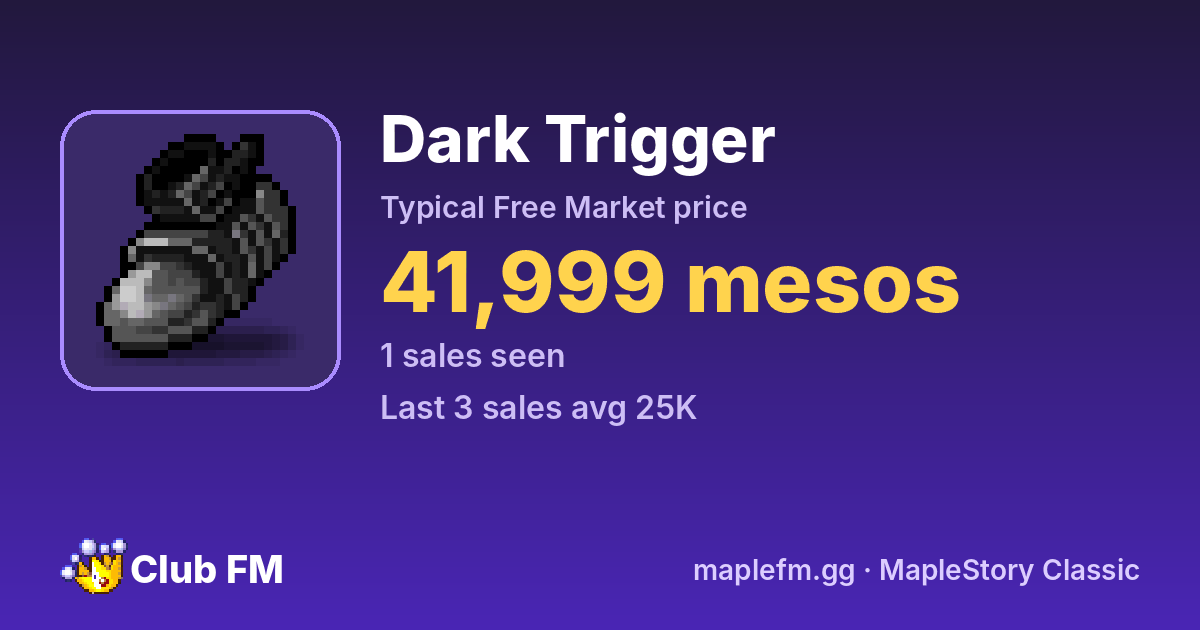 Dark Trigger
Typical Free Market price
41,999 mesos
1 sales seen
Last 3 sales avg 25K
Club FM
maplefm.gg · MapleStory Classic